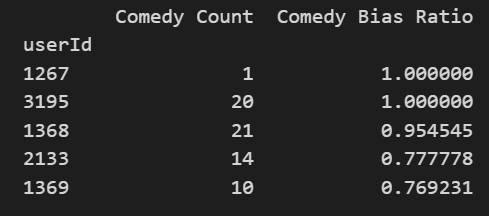 Comedy Count Comedy Bias Ratio
userId
1267 1 1.000000
3195 20 1.000000
1368 21 0.954545
2133 14 0.777778
1369 10 0.769231